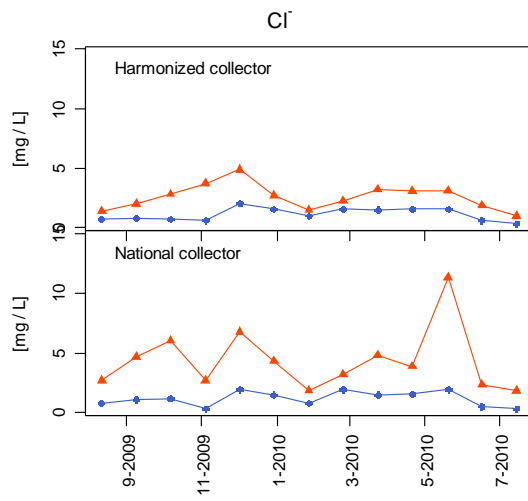 Cl-
15
Harmonized collector
10
[mg / L]
5
0
15
National collector
10
[mg / L]
5
0
9-2009
11-2009
1-2010
3-2010
5-2010
7-2010